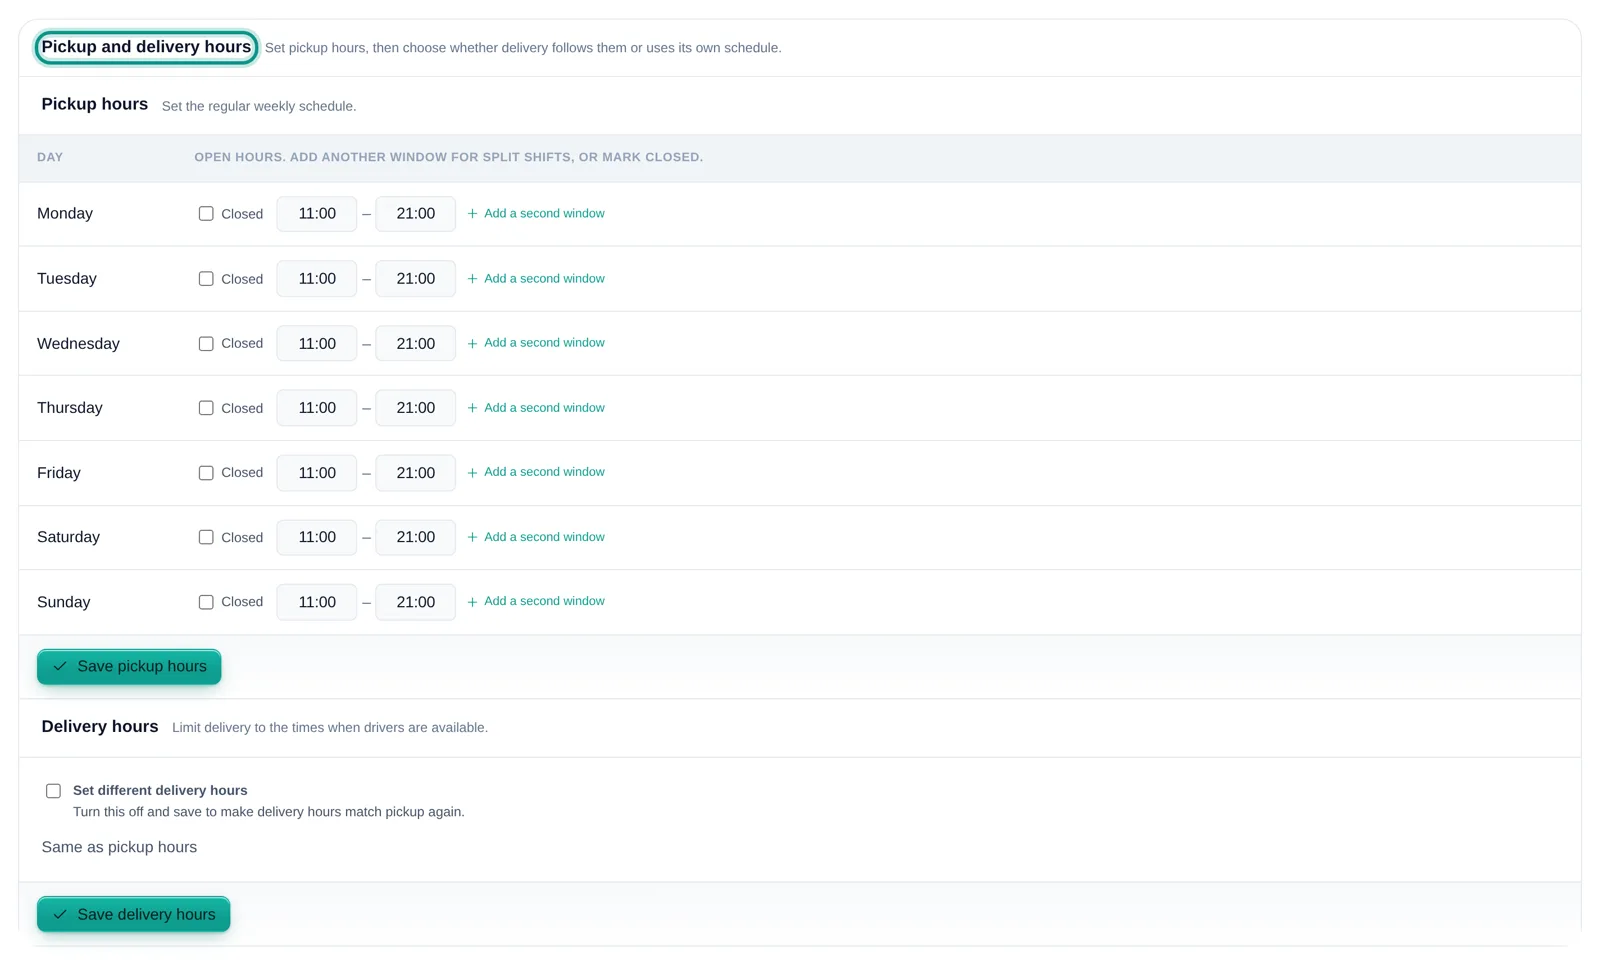 Pickup and delivery hours Set pickup hours, then choose whether delivery follows them or uses its own schedule.
Pickup hours Set the regular weekly schedule.
DAY OPEN HOURS. ADD ANOTHER WINDOW FOR SPLIT SHIFTS, OR MARK CLOSED.
Monday Closed 11:00 – 21:00 + Add a second window
Tuesday Closed 11:00 – 21:00 + Add a second window
Wednesday Closed 11:00 – 21:00 + Add a second window
Thursday Closed 11:00 – 21:00 + Add a second window
Friday Closed 11:00 – 21:00 + Add a second window
Saturday Closed 11:00 – 21:00 + Add a second window
Sunday Closed 11:00 – 21:00 + Add a second window
Save pickup hours
Delivery hours Limit delivery to the times when drivers are available.
Set different delivery hours
Turn this off and save to make delivery hours match pickup again.
Same as pickup hours
Save delivery hours